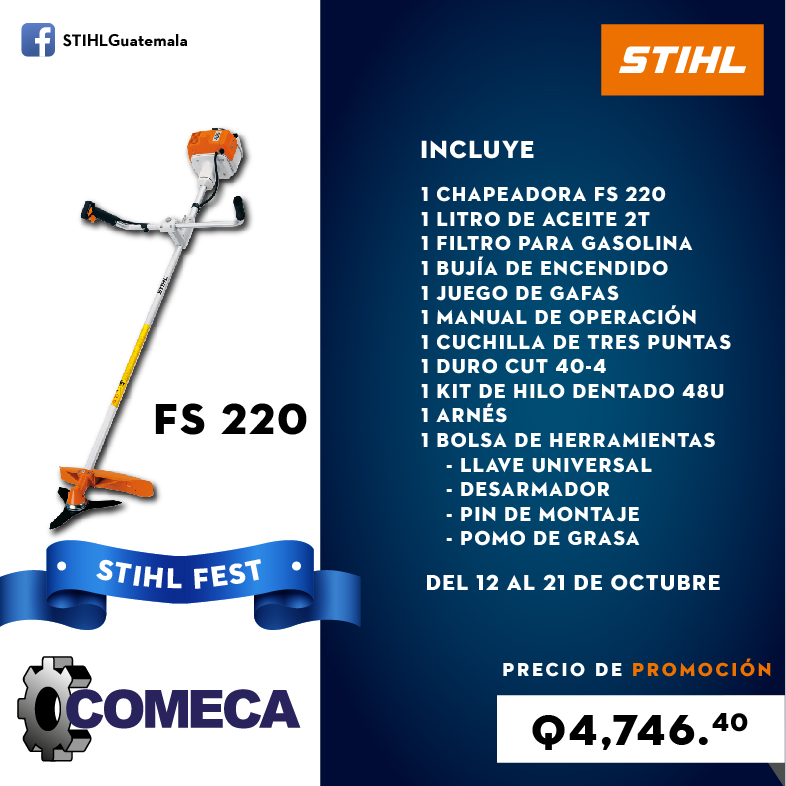 STIHLGuatemala
STIHL
INCLUYE
1 CHAPEADORA FS 220
1 LITRO DE ACEITE 2T
1 FILTRO PARA GASOLINA
1 BUJÍA DE ENCENDIDO
1 JUEGO DE GAFAS
1 MANUAL DE OPERACIÓN
1 CUCHILLA DE TRES PUNTAS
1 DURO CUT 40-4
1 KIT DE HILO DENTADO 48U
1 ARNÉS
1 BOLSA DE HERRAMIENTAS
- LLAVE UNIVERSAL
- DESARMADOR
- PIN DE MONTAJE
- POMO DE GRASA
DEL 12 AL 21 DE OCTUBRE
STIHL
FS 220
STIHL FEST
COMECA
PRECIO DE PROMOCIÓN
Q4,746.40